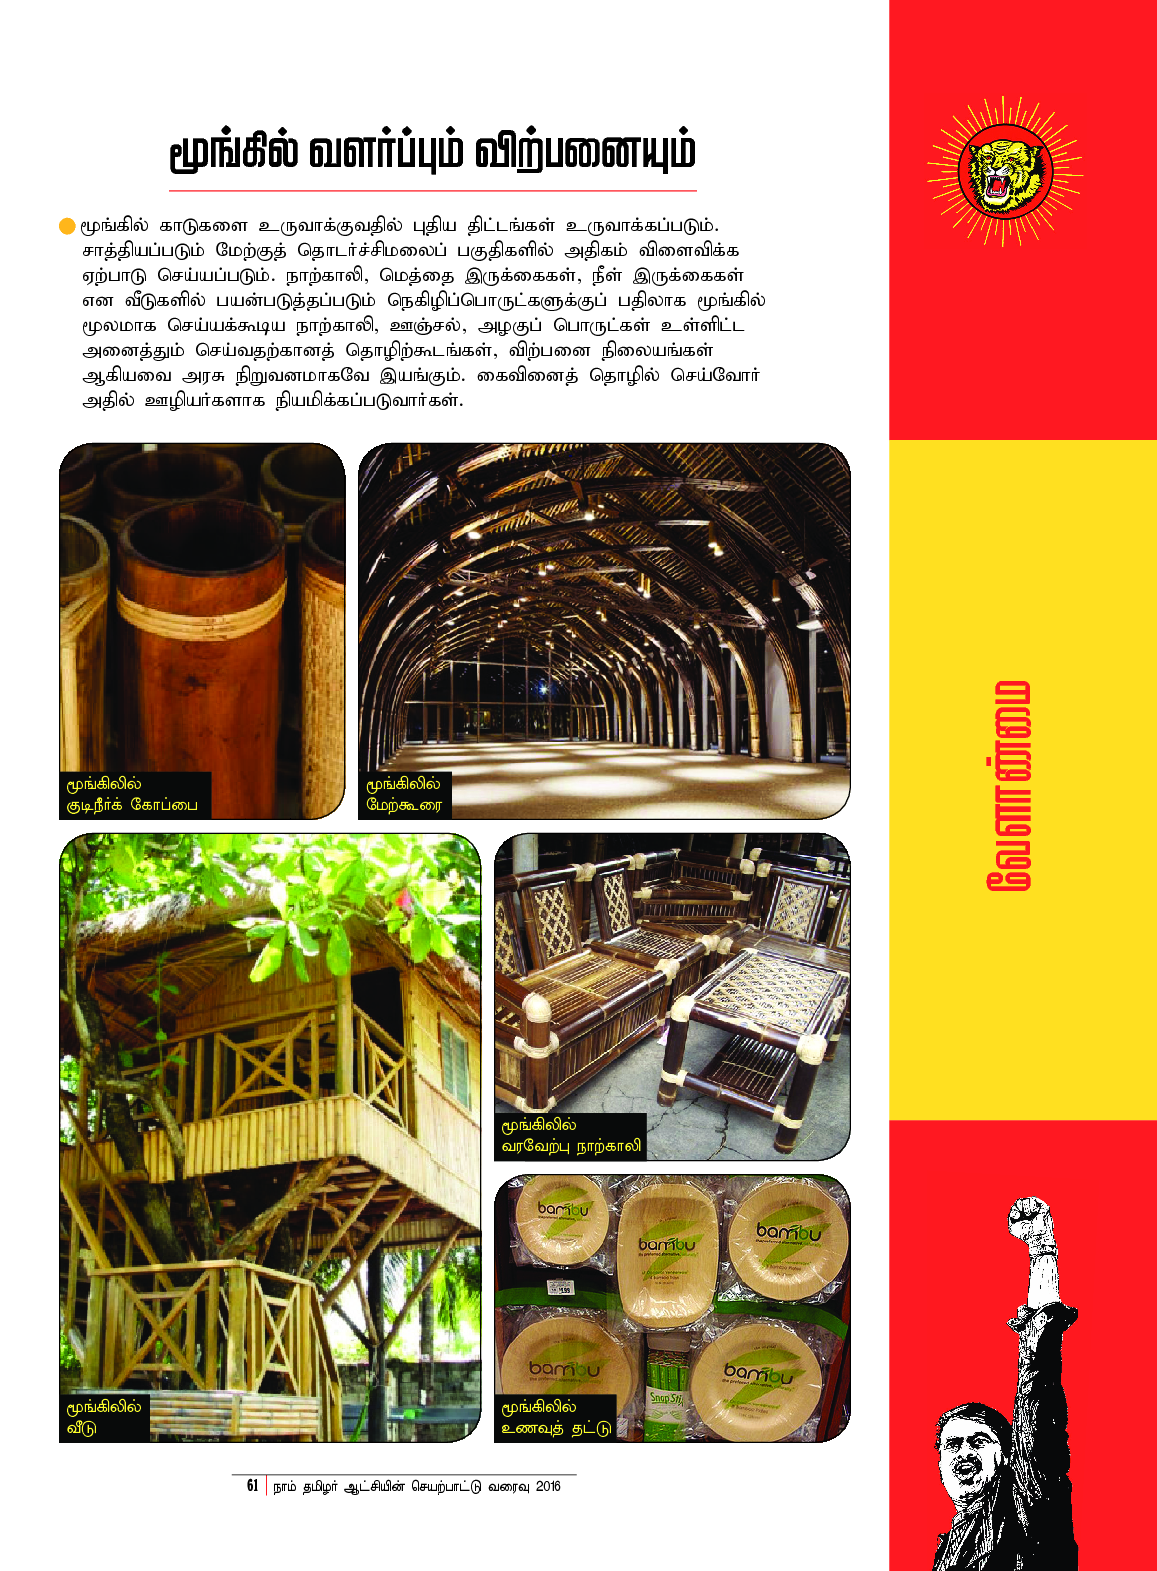 மூங்கில் வளர்ப்பும் விற்பனையும்
மூங்கில் காடுகளை உருவாக்குவதில் புதிய திட்டங்கள் உருவாக்கப்படும்.
சாத்தியப்படும் மேற்குத் தொடர்ச்சிமலைப் பகுதிகளில் அதிகம் விளைவிக்க
ஏற்பாடு செய்யப்படும். நாற்காலி, மெத்தை இருக்கைகள், நீள் இருக்கைகள்
என வீடுகளில் பயன்படுத்தப்படும் நெகிழிப்பொருட்களுக்குப் பதிலாக மூங்கில்
மூலமாக செய்யக்கூடிய நாற்காலி, ஊஞ்சல், அழகுப் பொருட்கள் உள்ளிட்ட
அனைத்தும் செய்வதற்கானத் தொழிற்கூடங்கள், விற்பனை நிலையங்கள்
ஆகியவை அரசு நிறுவனமாகவே இயங்கும். கைவினைத் தொழில் செய்வோர்
அதில் ஊழியர்களாக நியமிக்கப்படுவார்கள்.
மூங்கிலில்
குடிநீர்க் கோப்பை
மூங்கிலில்
மேற்கூரை
மூங்கிலில்
வீடு
மூங்கிலில்
வரவேற்பு நாற்காலி
bambu
bambu
bambu
bambu
bambu
மூங்கிலில்
உணவுத் தட்டு
வேளாண்மை
61 நாம் தமிழர் ஆட்சியின் செயற்பாட்டு வரைவு 2016